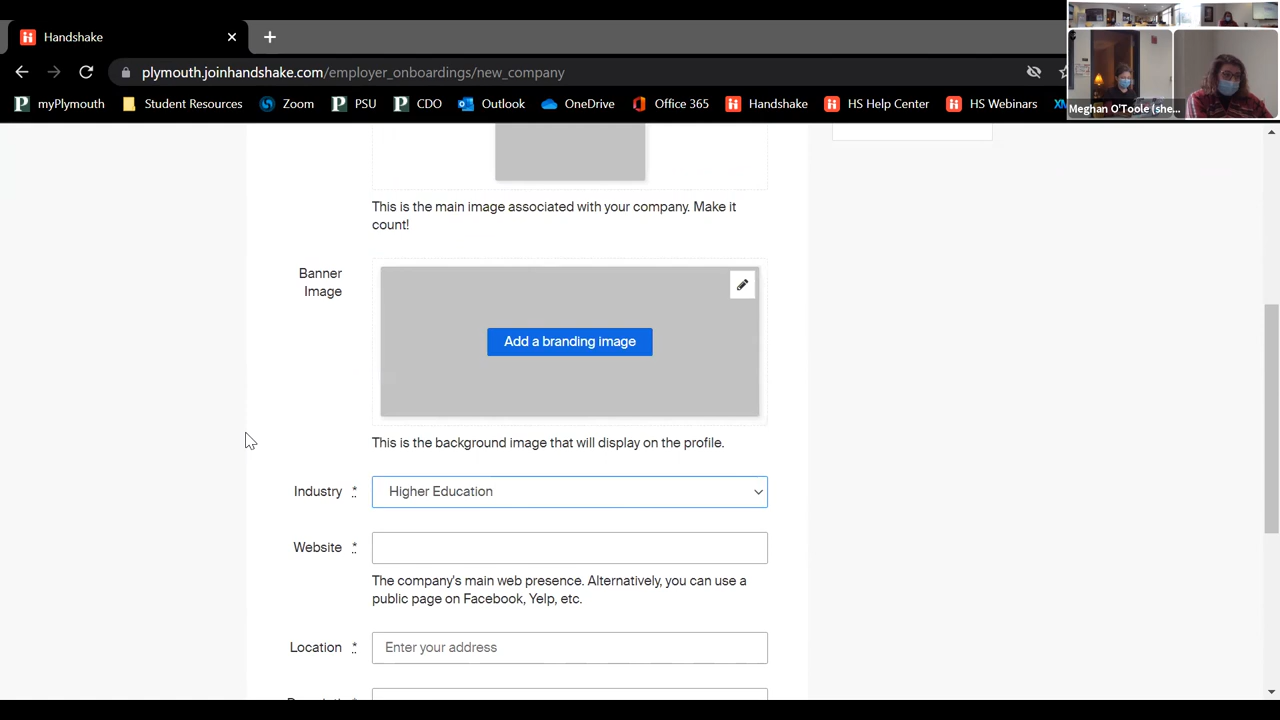 Handshake
plymouth.joinhandshake.com/employer_onboardings/new_company
myPlymouth
Student Resources
Zoom
PSU
CDO
Outlook
OneDrive
Office 365
Handshake
HS Help Center
HS Webinars
Meghan O'Toole (she...
This is the main image associated with your company. Make it
count!
Banner
Image
Add a branding image
This is the background image that will display on the profile.
Industry *
Higher Education
Website *
The company's main web presence. Alternatively, you can use a
public page on Facebook, Yelp, etc.
Location *
Enter your address